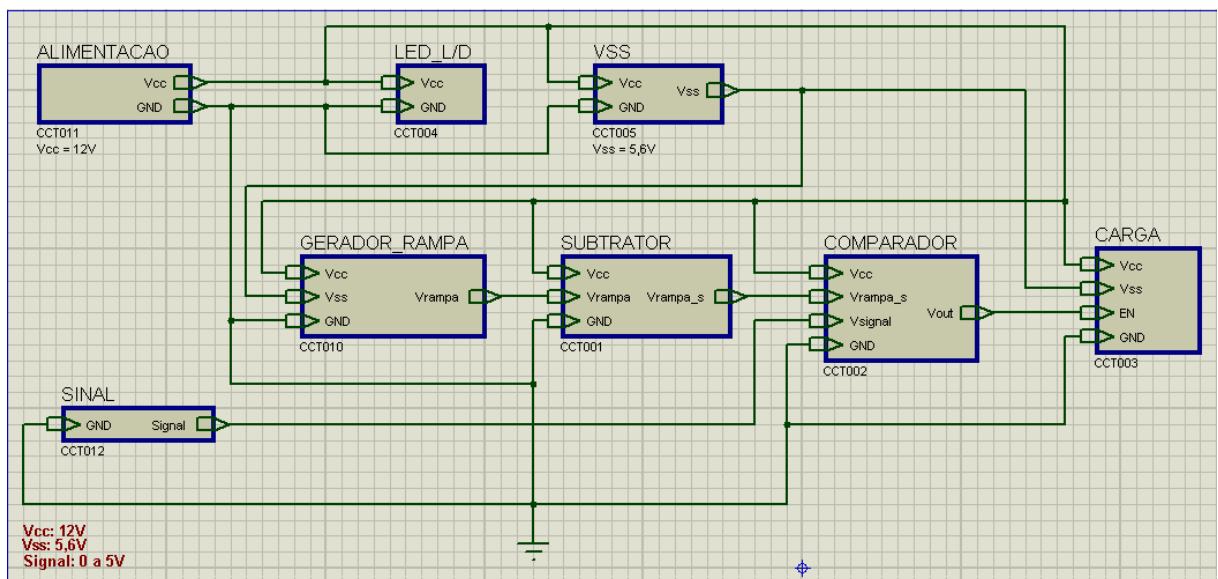 ALIMENTACAO
Vcc
GND
CCT011
Vcc = 12V
LED_L/D
Vcc
GND
CCT004
VSS
Vcc
GND
Vss
CCT005
Vss = 5,6V
GERADOR_RAMPA
Vcc
Vss
Vrampa
GND
CCT010
SUBTRATOR
Vcc
Vrampa
Vrampa_s
GND
CCT001
COMPARADOR
Vcc
Vrampa_s
Vsignal
Vout
GND
CCT002
CARGA
Vcc
Vss
EN
GND
CCT003
SINAL
GND
Signal
CCT012
Vcc: 12V
Vss: 5,6V
Signal: 0 a 5V